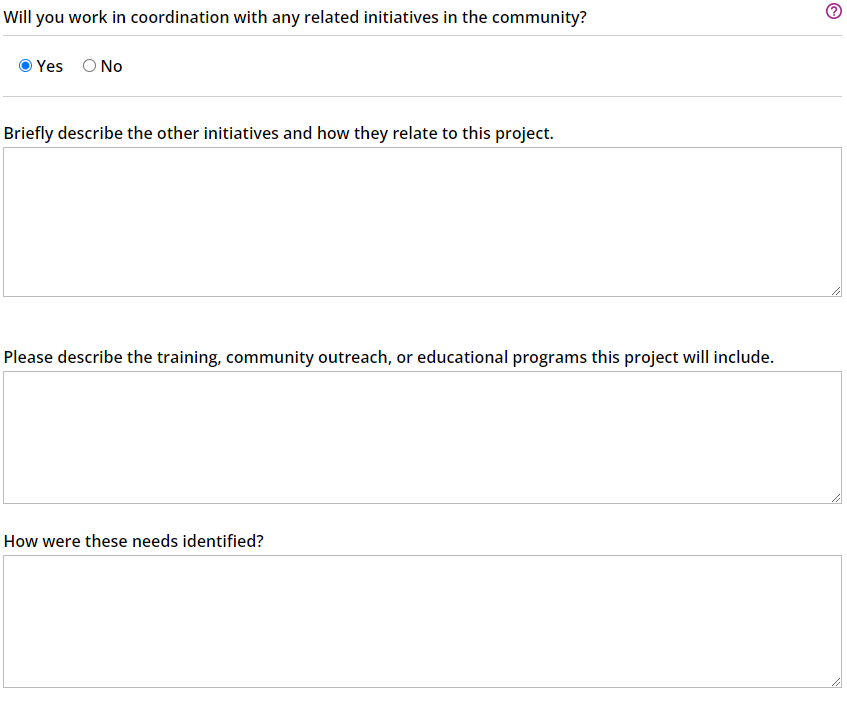 Will you work in coordination with any related initiatives in the community?
?
Yes No
Briefly describe the other initiatives and how they relate to this project.
Please describe the training, community outreach, or educational programs this project will include.
How were these needs identified?